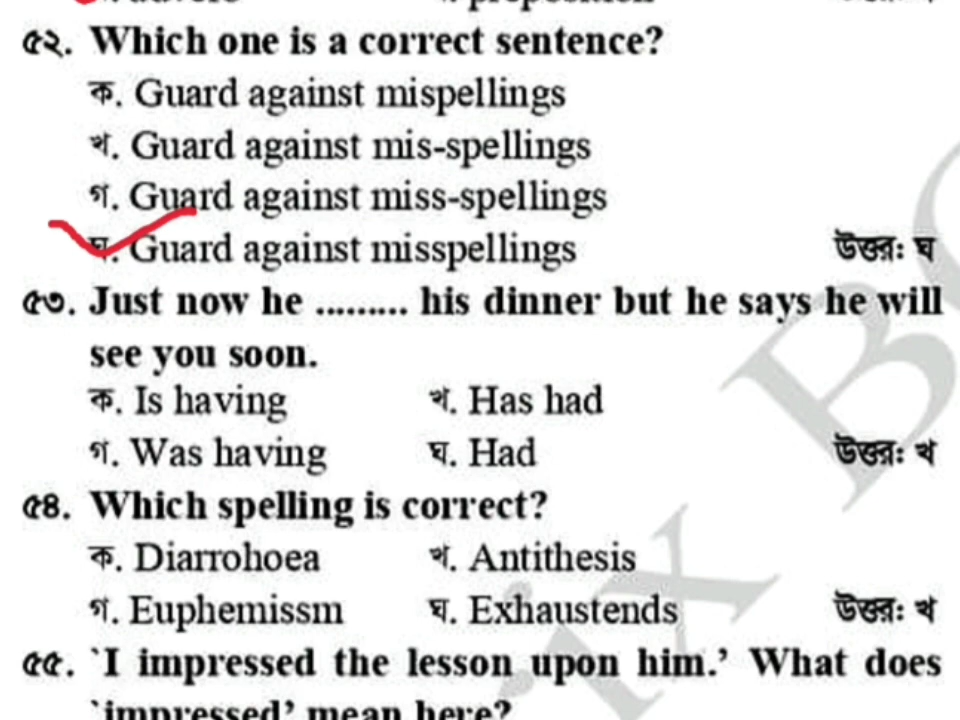 ৫২. Which one is a correct sentence?
ক. Guard against mispellings
খ. Guard against mis-spellings
গ. Guard against miss-spellings
ঘ. Guard against misspellings উত্তর: ঘ
৫৩. Just now he ......... his dinner but he says he will
see you soon.
ক. Is having খ. Has had
গ. Was having ঘ. Had উত্তর: খ
৫৪. Which spelling is correct?
ক. Diarrohoea খ. Antithesis
গ. Euphemissm ঘ. Exhaustends উত্তর: খ
৫৫. `I impressed the lesson upon him.’ What does
`impressed’ mean here?